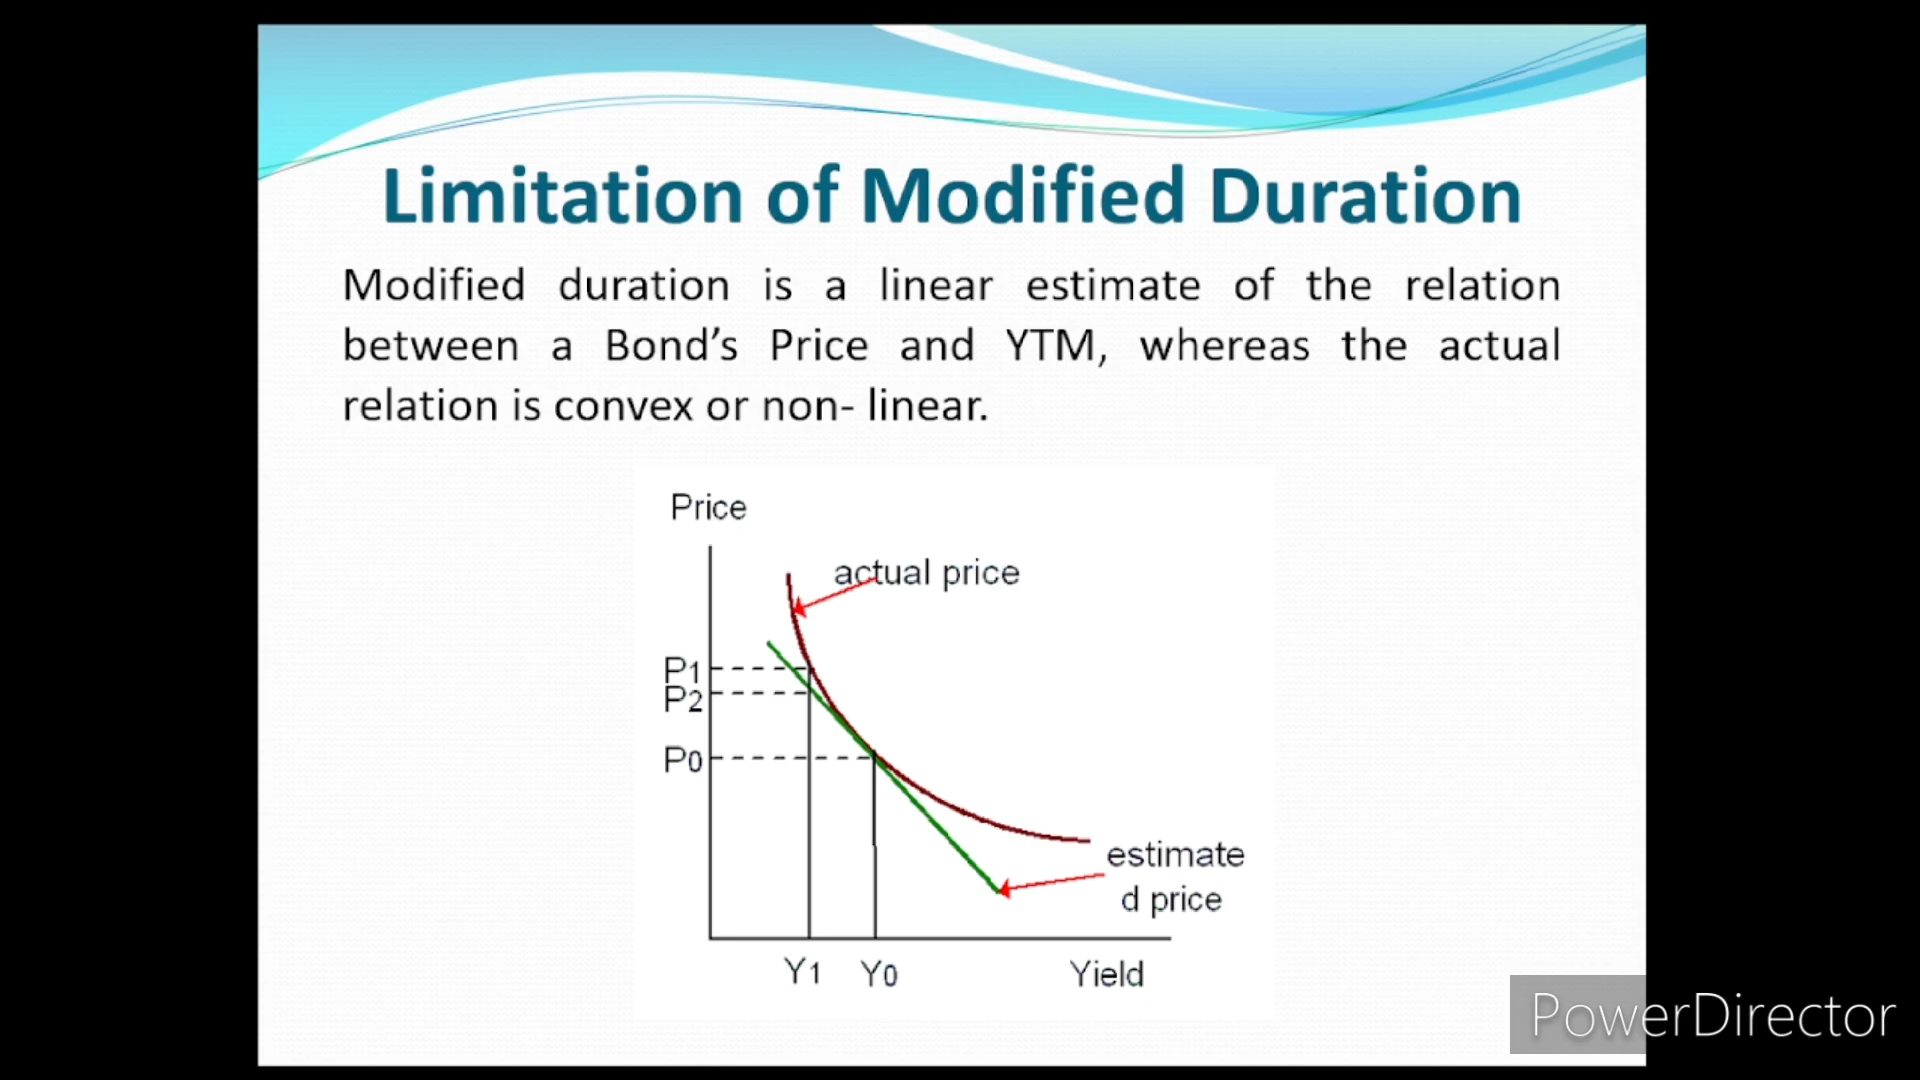 Limitation of Modified Duration
Modified duration is a linear estimate of the relation
between a Bond’s Price and YTM, whereas the actual
relation is convex or non- linear.
Price
actual price
P1
P2
P0
estimate
d price
Y1 Y0 Yield
PowerDirector